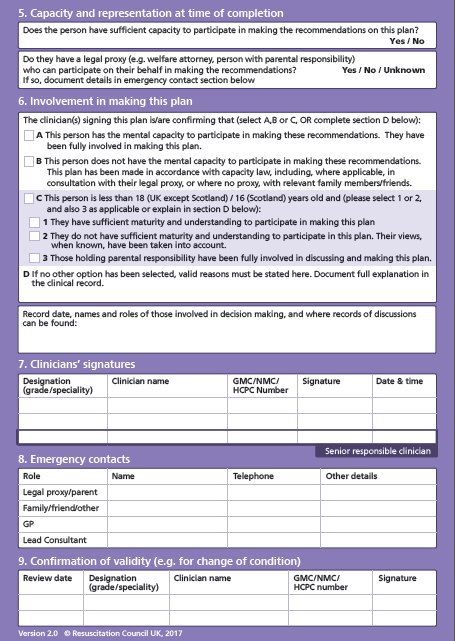 5. Capacity and representation at time of completion
Does the person have sufficient capacity to participate in making the recommendations on this plan?
Yes / No
Do they have a legal proxy (e.g. welfare attorney, person with parental responsibility)
who can participate on their behalf in making the recommendations? Yes / No / Unknown
If so, document details in emergency contact section below
6. Involvement in making this plan
The clinician(s) signing this plan is/are confirming that (select A,B or C, OR complete section D below):
A This person has the mental capacity to participate in making these recommendations. They have
been fully involved in making this plan.
B This person does not have the mental capacity to participate in making these recommendations.
This plan has been made in accordance with capacity law, including, where applicable, in
consultation with their legal proxy, or where no proxy, with relevant family members/friends.
C This person is less than 18 (UK except Scotland) / 16 (Scotland) years old and (please select 1 or 2,
and also 3 as applicable or explain in section D below):
1 They have sufficient maturity and understanding to participate in making this plan
2 They do not have sufficient maturity and understanding to participate in this plan. Their views,
when known, have been taken into account.
3 Those holding parental responsibility have been fully involved in discussing and making this plan.
D If no other option has been selected, valid reasons must be stated here. Document full explanation in
the clinical record.
Record date, names and roles of those involved in decision making, and where records of discussions
can be found:
7. Clinicians' signatures
Designation Clinician name GMC/NMC/ Signature Date & time
(grade/speciality) HCPC Number
Senior responsible clinician
8. Emergency contacts
Role Name Telephone Other details
Legal proxy/parent
Family/friend/other
GP
Lead Consultant
9. Confirmation of validity (e.g. for change of condition)
Review date Designation Clinician name GMC/NMC/ Signature
(grade/speciality) HCPC number
Version 2.0 © Resuscitation Council UK, 2017